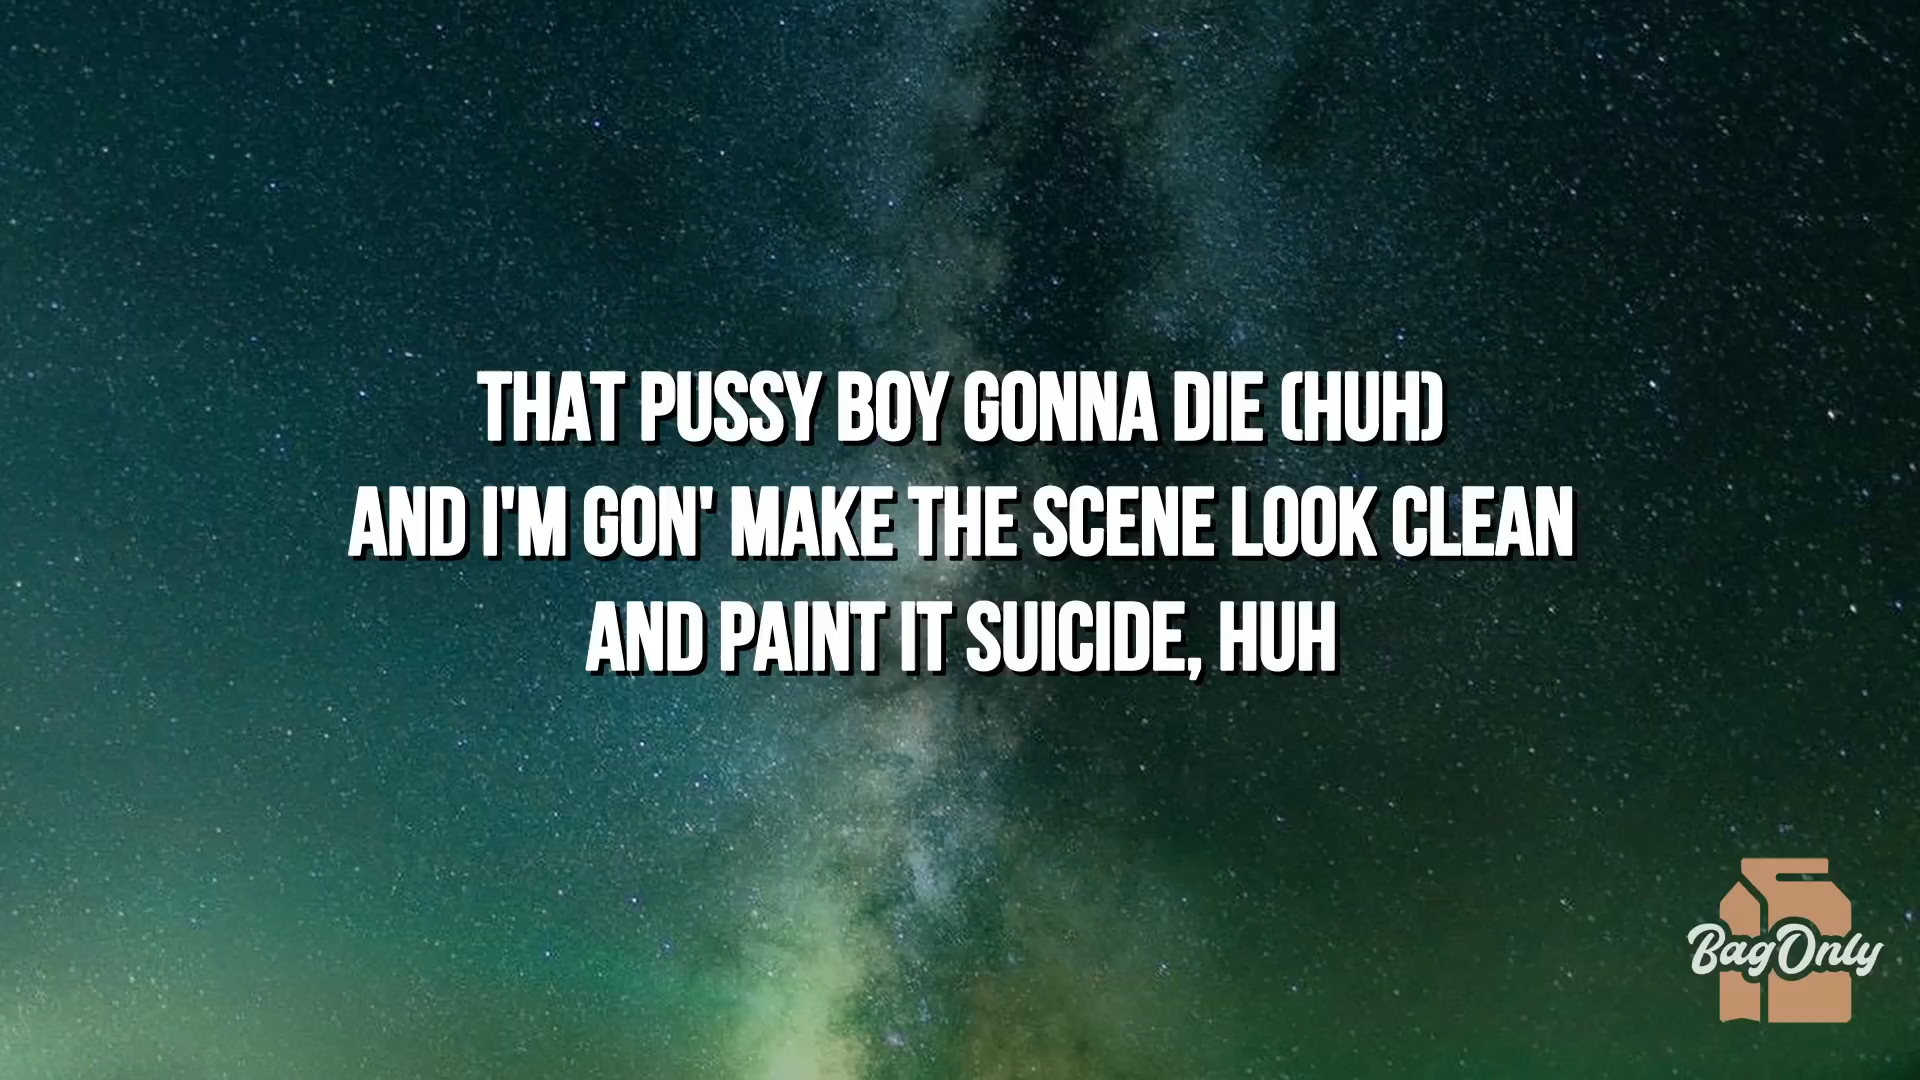 THAT PUSSY BOY GONNA DIE (HUH)
AND I'M GON' MAKE THE SCENE LOOK CLEAN
AND PAINT IT SUICIDE, HUH
BagOnly